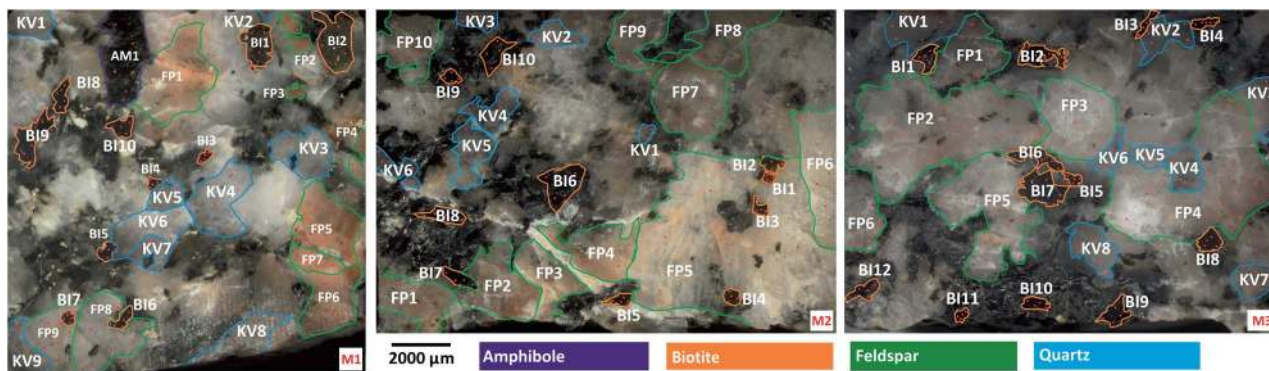 KV1
AM1
KV2
BI1
BI2
FP1
FP2
BI8
FP3
BI9
BI10
FP4
BI3
KV3
BI4
KV5
KV4
KV6
BI5
KV7
FP5
FP7
FP6
BI7
FP8
BI6
FP9
KV8
KV9
M1
KV3
KV2
FP9
FP8
FP10
BI10
BI9
FP7
KV4
KV5
KV1
KV6
BI2
FP6
BI6
BI1
BI8
BI3
FP4
BI7
FP3
FP5
FP2
FP1
BI5
BI4
M2
KV1
BI3
KV2
BI4
FP1
BI2
BI1
FP3
FP2
BI6
KV6
KV5
KV4
BI7
BI5
FP5
FP4
FP6
KV8
BI8
BI12
KV7
BI11
BI10
BI9
M3
2000 µm
Amphibole
Biotite
Feldspar
Quartz